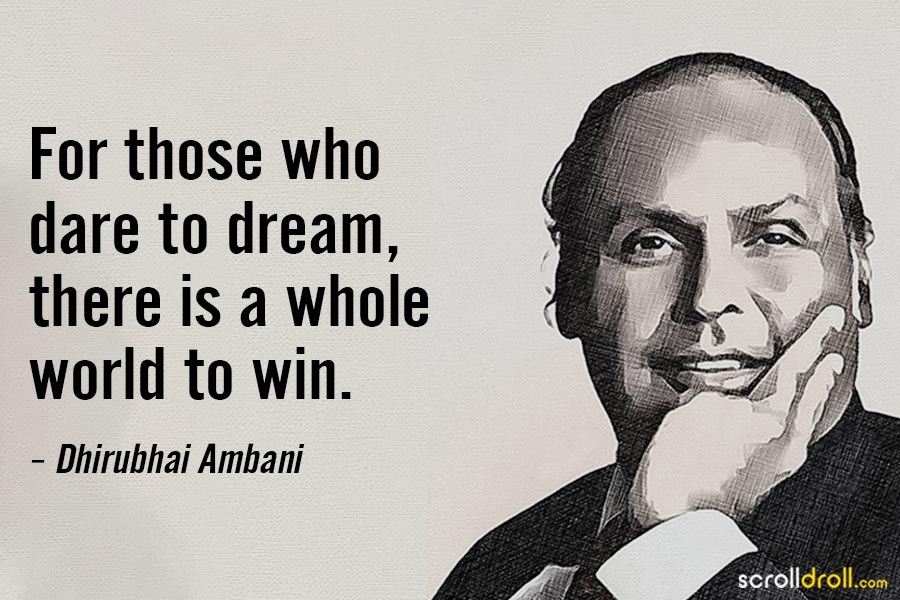 For those who
dare to dream,
there is a whole
world to win.
- Dhirubhai Ambani
scrolldroll.com